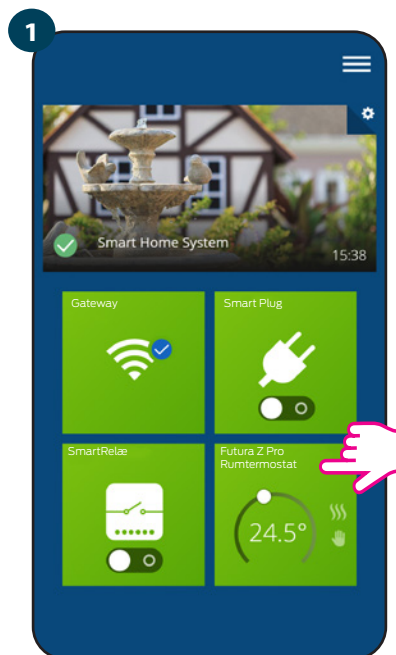 1
Smart Home System
15:38
Gateway
Smart Plug
SmartRelæ
Futura Z Pro
Rumtermostat
24.5°